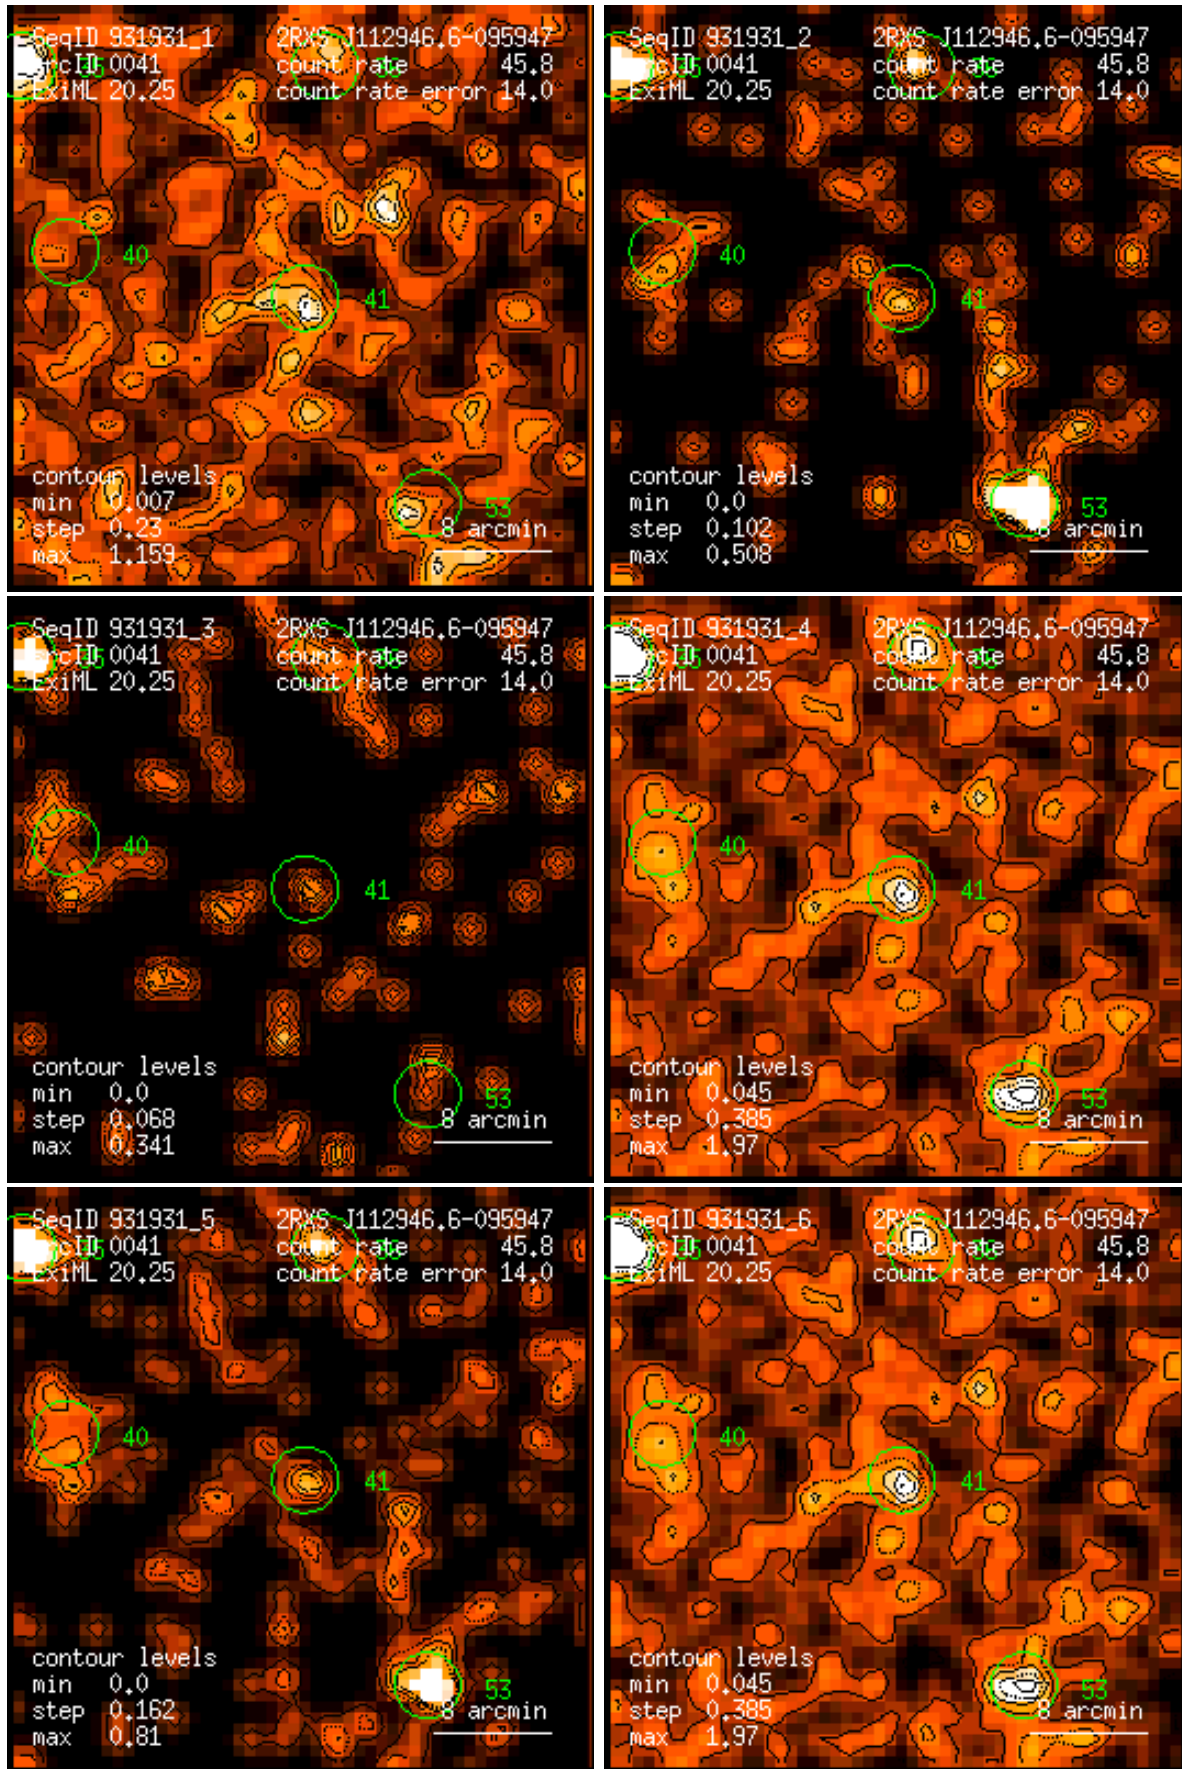 SeqID 931931_1 2RXS J112946.6-095947
srcID 0041 count rate 45.8
ExiML 20.25 count rate error 14.0
40
41
contour levels
min 0.007
step 0.23
max 1.159
53
8 arcmin
SeqID 931931_2 2RXS J112946.6-095947
srcID 0041 count rate 45.8
ExiML 20.25 count rate error 14.0
40
41
contour levels
min 0.0
step 0.102
max 0.508
53
8 arcmin
SeqID 931931_3 2RXS J112946.6-095947
srcID 0041 count rate 45.8
ExiML 20.25 count rate error 14.0
40
41
contour levels
min 0.0
step 0.068
max 0.341
53
8 arcmin
SeqID 931931_4 2RXS J112946.6-095947
srcID 0041 count rate 45.8
ExiML 20.25 count rate error 14.0
40
41
contour levels
min 0.045
step 0.385
max 1.97
53
8 arcmin
SeqID 931931_5 2RXS J112946.6-095947
srcID 0041 count rate 45.8
ExiML 20.25 count rate error 14.0
40
41
contour levels
min 0.0
step 0.162
max 0.81
53
8 arcmin
SeqID 931931_6 2RXS J112946.6-095947
srcID 0041 count rate 45.8
ExiML 20.25 count rate error 14.0
40
41
contour levels
min 0.045
step 0.385
max 1.97
53
8 arcmin